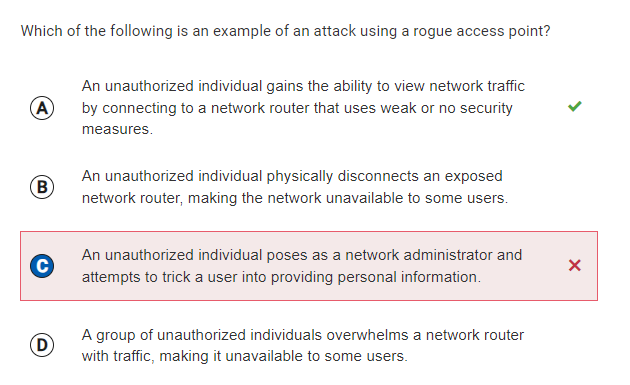 Which of the following is an example of an attack using a rogue access point?
An unauthorized individual gains the ability to view network traffic
A by connecting to a network router that uses weak or no security
measures.
An unauthorized individual physically disconnects an exposed
B
network router, making the network unavailable to some users.
An unauthorized individual poses as a network administrator and
C
attempts to trick a user into providing personal information.
A group of unauthorized individuals overwhelms a network router
D
with traffic, making it unavailable to some users.